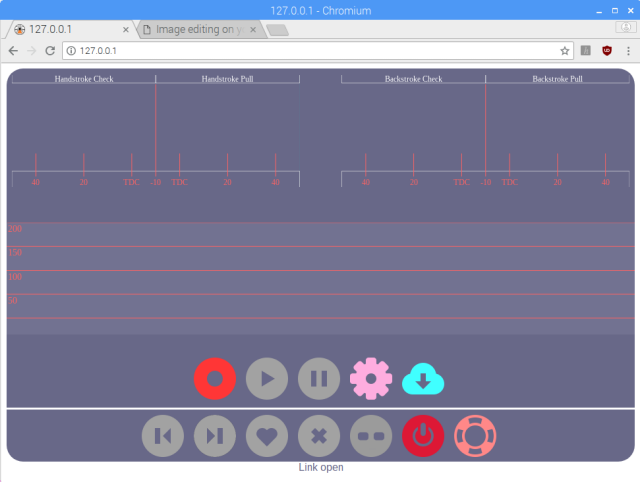 127.0.0.1 - Chromium
127.0.0.1
Image editing on
127.0.0.1
Handstroke Check Handstroke Pull Backstroke Check Backstroke Pull
40 20 TDC -10 TDC 20 40 40 20 TDC -10 TDC 20 40
200
150
100
50
Link open